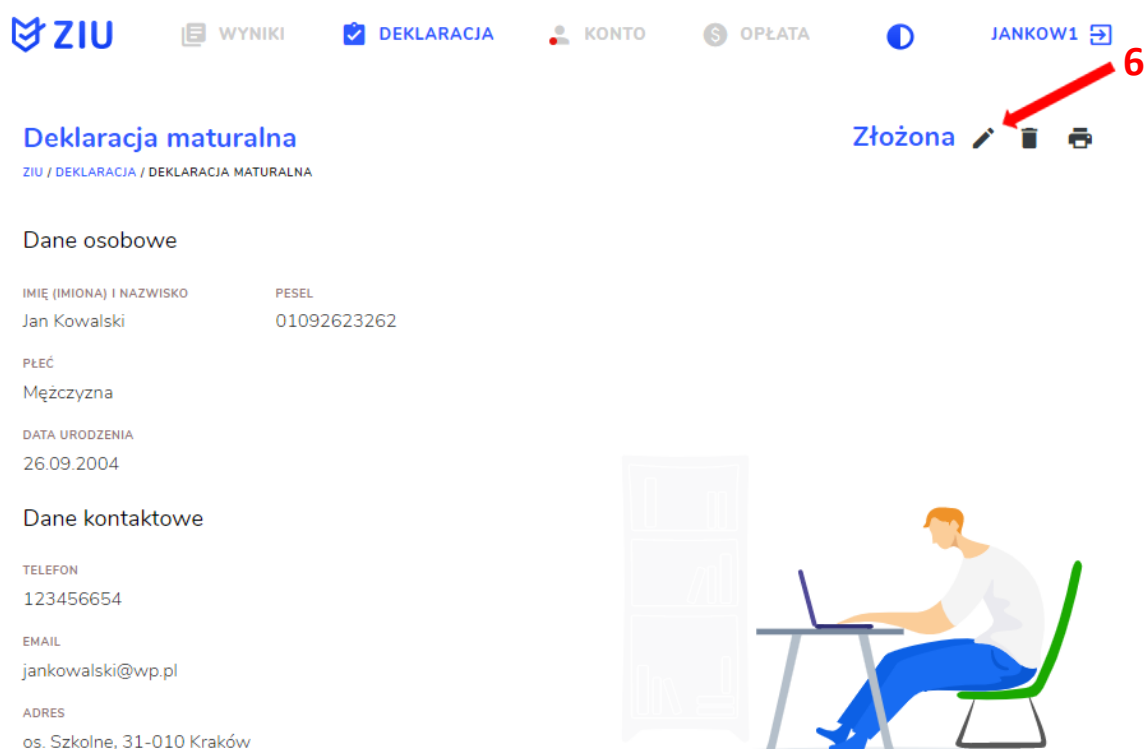 ZIU WYNIKI DEKLARACJA KONTO OPŁATA JANKOW1
6
Deklaracja maturalna Złożona
ZIU / DEKLARACJA / DEKLARACJA MATURALNA
Dane osobowe
IMIĘ (IMIONA) I NAZWISKO PESEL
Jan Kowalski 01092623262
PŁEĆ
Mężczyzna
DATA URODZENIA
26.09.2004
Dane kontaktowe
TELEFON
123456654
EMAIL
jankowalski@wp.pl
ADRES
os. Szkolne, 31-010 Kraków